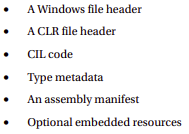 • A Windows file header
• A CLR file header
• CIL code
• Type metadata
• An assembly manifest
• Optional embedded resources